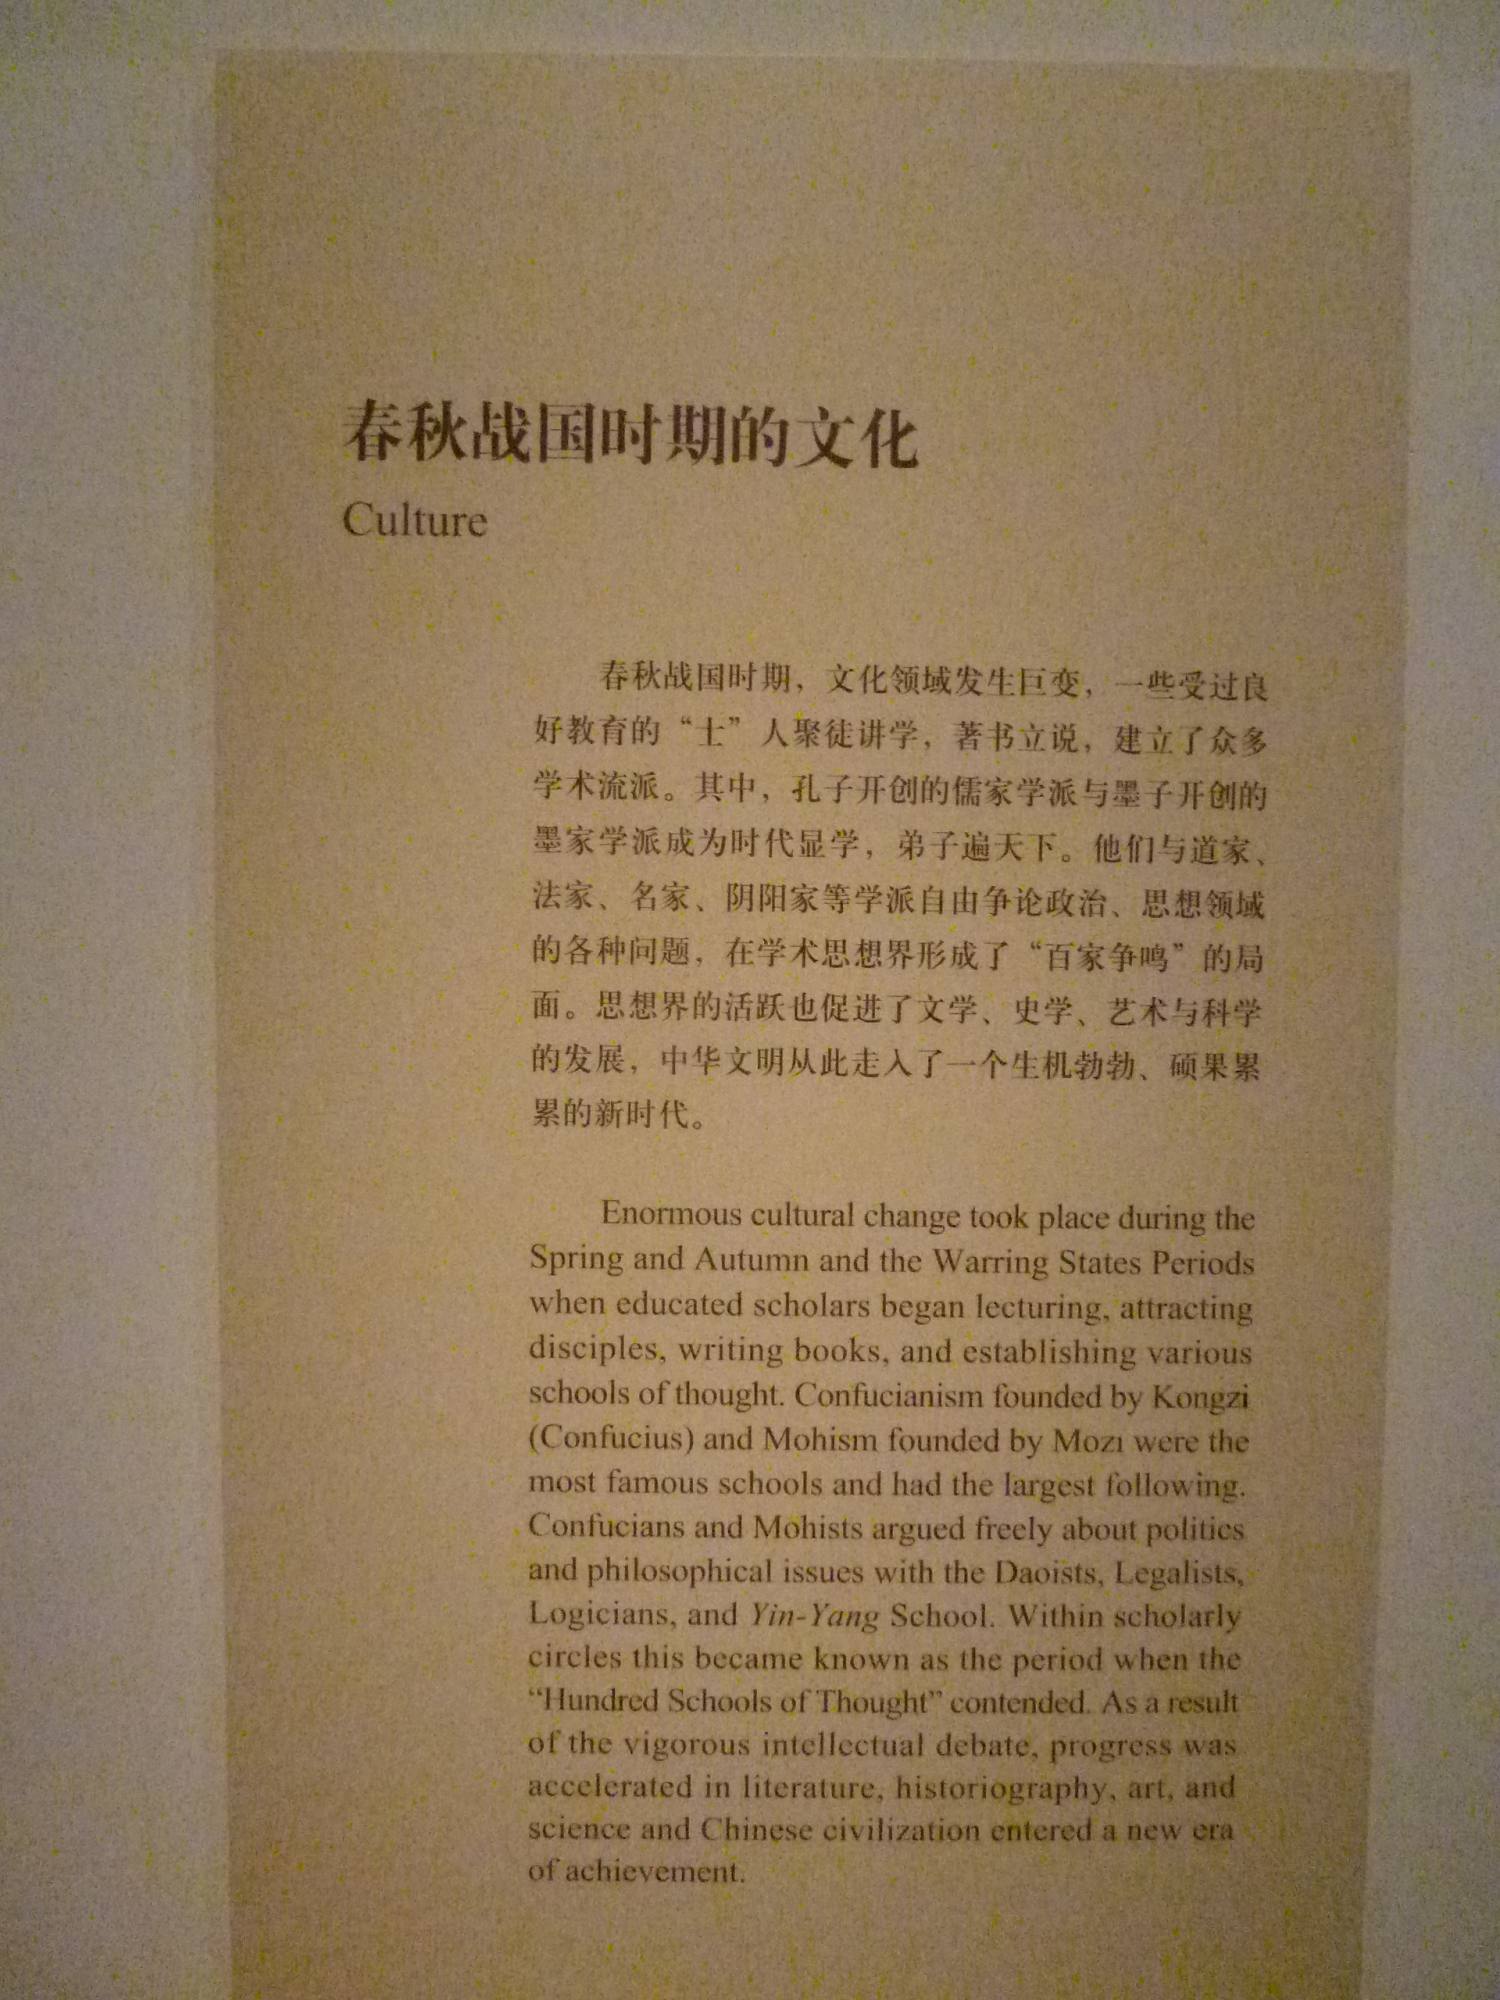 春秋战国时期的文化
Culture
春秋战国时期，文化领域发生巨变，一些受过良
好教育的“士”人聚徒讲学，著书立说，建立了众多
学术流派。其中，孔子开创的儒家学派与墨子开创的
墨家学派成为时代显学，弟子遍天下。他们与道家、
法家、名家、阴阳家等学派自由争论政治、思想领域
的各种问题，在学术思想界形成了“百家争鸣”的局
面。思想界的活跃也促进了文学、史学、艺术与科学
的发展，中华文明从此走入了一个生机勃勃、硕果累
累的新时代。
Enormous cultural change took place during the
Spring and Autumn and the Warring States Periods
when educated scholars began lecturing, attracting
disciples, writing books, and establishing various
schools of thought. Confucianism founded by Kongzi
(Confucius) and Mohism founded by Mozi were the
most famous schools and had the largest following.
Confucians and Mohists argued freely about politics
and philosophical issues with the Daoists, Legalists,
Logicians, and Yin-Yang School. Within scholarly
circles this became known as the period when the
“Hundred Schools of Thought” contended. As a result
of the vigorous intellectual debate, progress was
accelerated in literature, historiography, art, and
science and Chinese civilization entered a new era
of achievement.